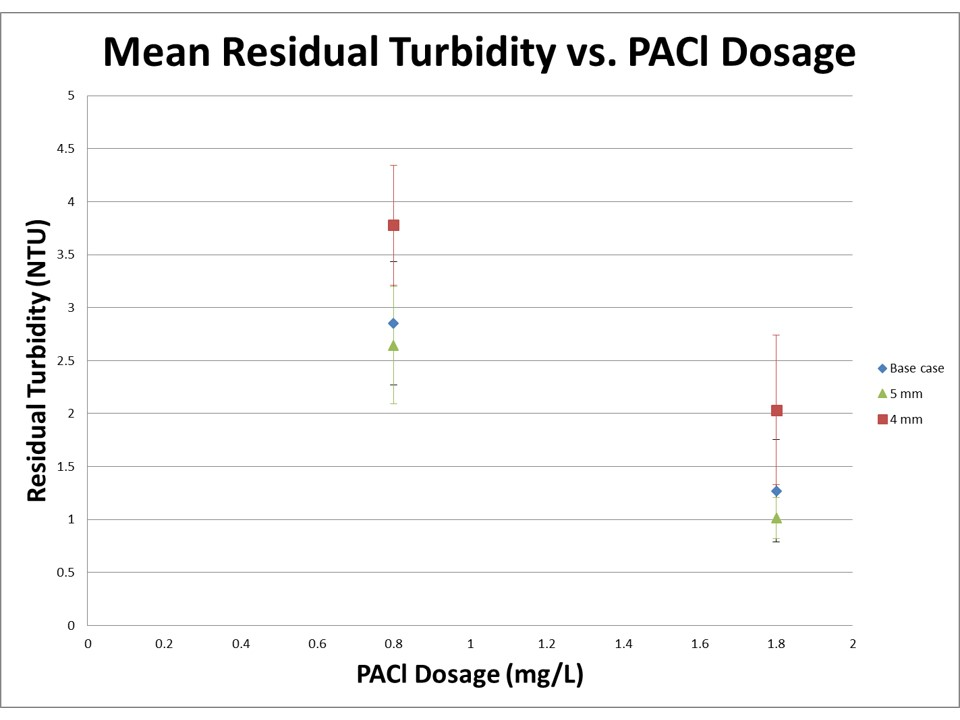 Mean Residual Turbidity vs. PACl Dosage
Residual Turbidity (NTU)
5
4.5
4
3.5
3
2.5
2
1.5
1
0.5
0
0 0.2 0.4 0.6 0.8 1 1.2 1.4 1.6 1.8 2
PACl Dosage (mg/L)
Base case
5 mm
4 mm